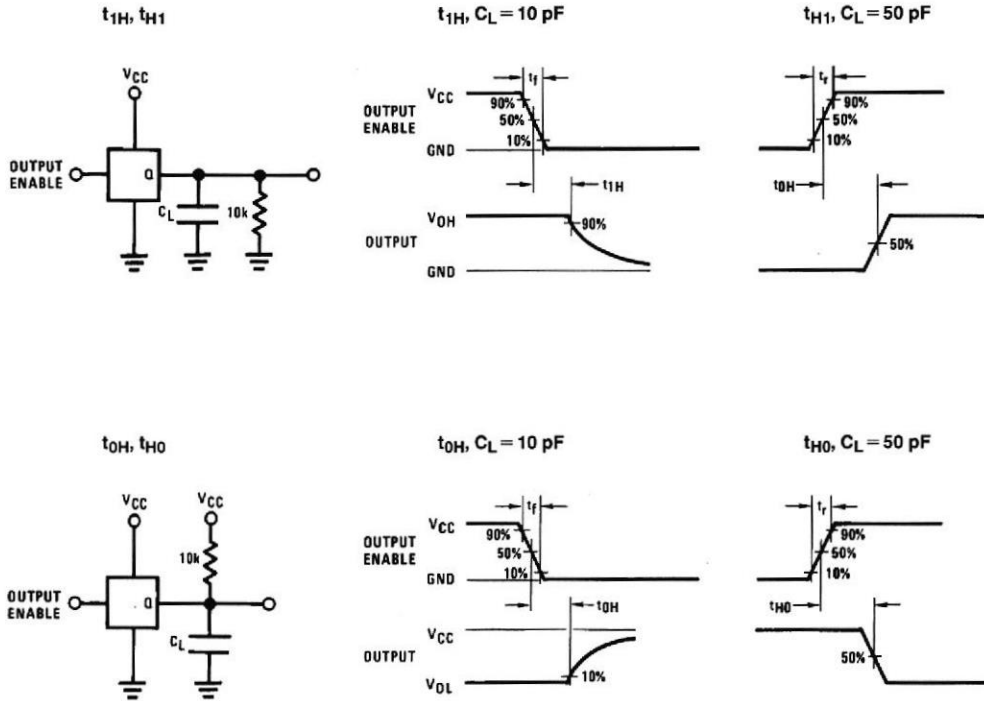 t1H, tH1
VCC
OUTPUT
ENABLE
Q
CL
10k
t1H, CL = 10 pF
tf
VCC
OUTPUT
ENABLE
90%
50%
10%
GND
t1H
VOH
90%
OUTPUT
GND
tH1, CL = 50 pF
tr
90%
50%
10%
t0H
50%
t0H, tH0
VCC
VCC
10k
OUTPUT
ENABLE
Q
CL
t0H, CL = 10 pF
tf
VCC
OUTPUT
ENABLE
90%
50%
10%
GND
t0H
VCC
OUTPUT
10%
VOL
tH0, CL = 50 pF
tr
90%
50%
10%
tH0
50%